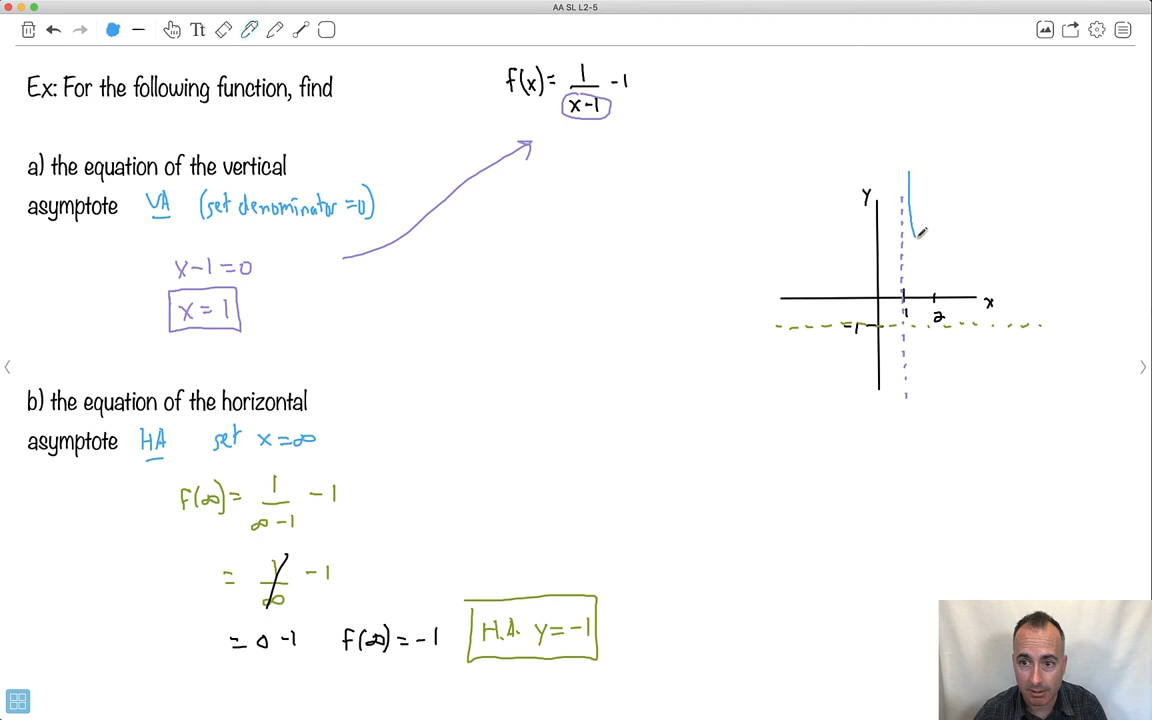 AA SL L2-5
Tt
Ex: For the following function, find
f(x) = 1/(x-1) -1
a) the equation of the vertical
asymptote VA (set denominator = 0)
x-1=0
x = 1
y
x
1 2
-1
b) the equation of the horizontal
asymptote HA set x = ∞
f(∞) = 1/(∞-1) - 1
= 1/∞ - 1
= 0 -1 f(∞) = -1 H.A. y = -1